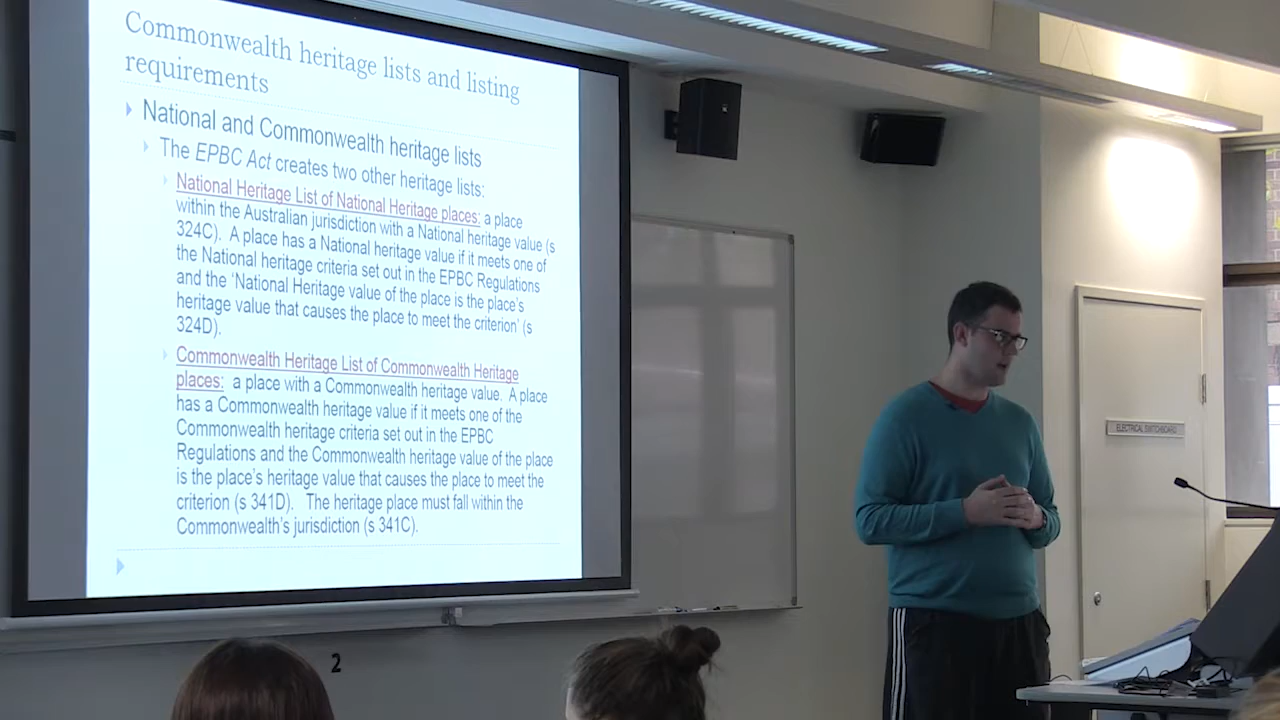 Commonwealth heritage lists and listing
requirements
National and Commonwealth heritage lists
The EPBC Act creates two other heritage lists:
National Heritage List of National Heritage places: a place
within the Australian jurisdiction with a National heritage value (s
324C). A place has a National heritage value if it meets one of
the National heritage criteria set out in the EPBC Regulations
and the ‘National Heritage value of the place is the place’s
heritage value that causes the place to meet the criterion’ (s
324D).
Commonwealth Heritage List of Commonwealth Heritage
places: a place with a Commonwealth heritage value. A place
has a Commonwealth heritage value if it meets one of the
Commonwealth heritage criteria set out in the EPBC
Regulations and the Commonwealth heritage value of the place
is the place’s heritage value that causes the place to meet the
criterion (s 341D). The heritage place must fall within the
Commonwealth’s jurisdiction (s 341C).
2
ELECTRICAL SWITCHBOARD